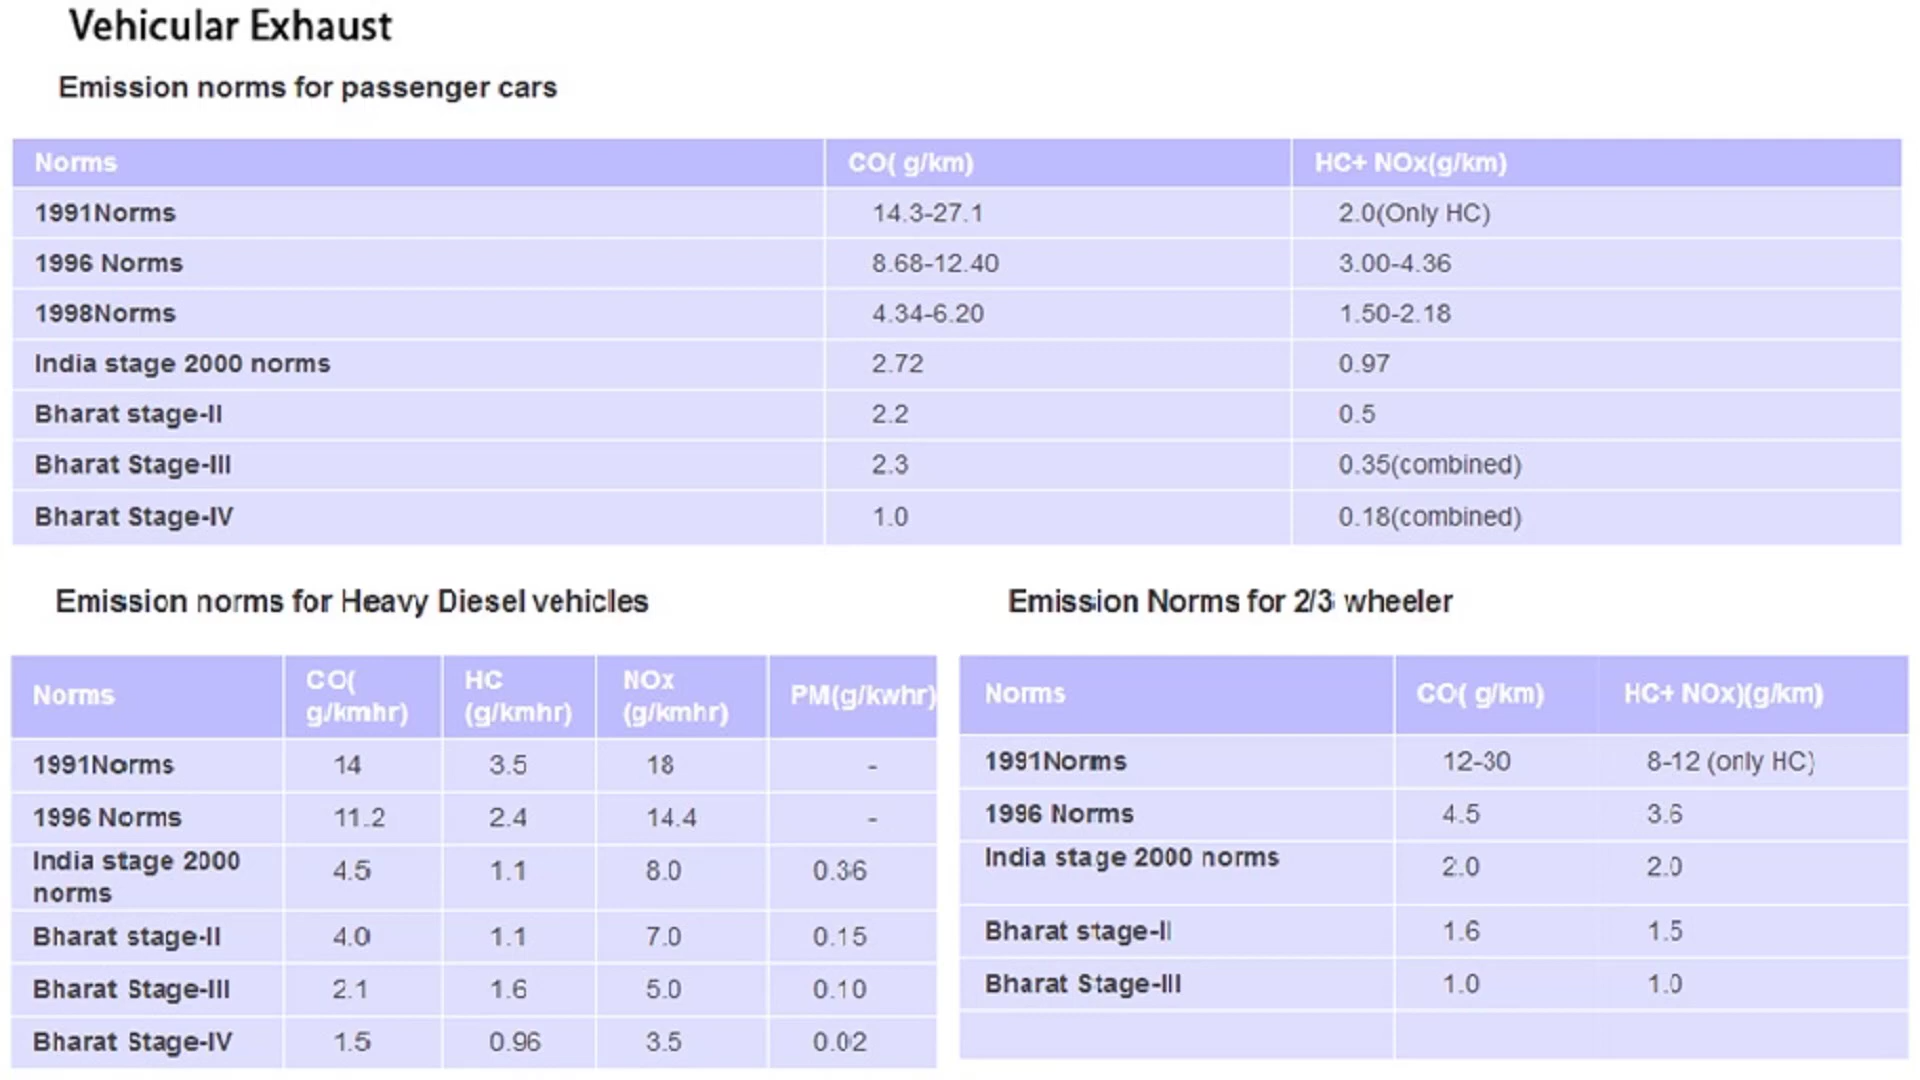 Vehicular Exhaust
Emission norms for passenger cars
Norms CO( g/km) HC+ NOx(g/km)
1991Norms 14.3-27.1 2.0(Only HC)
1996 Norms 8.68-12.40 3.00-4.36
1998Norms 4.34-6.20 1.50-2.18
India stage 2000 norms 2.72 0.97
Bharat stage-II 2.2 0.5
Bharat Stage-III 2.3 0.35(combined)
Bharat Stage-IV 1.0 0.18(combined)
Emission norms for Heavy Diesel vehicles
Norms CO( g/kmhr) HC (g/kmhr) NOx (g/kmhr) PM(g/kwhr)
1991Norms 14 3.5 18 -
1996 Norms 11.2 2.4 14.4 -
India stage 2000 norms 4.5 1.1 8.0 0.36
Bharat stage-II 4.0 1.1 7.0 0.15
Bharat Stage-III 2.1 1.6 5.0 0.10
Bharat Stage-IV 1.5 0.96 3.5 0.02
Emission Norms for 2/3 wheeler
Norms CO( g/km) HC+ NOx)(g/km)
1991Norms 12-30 8-12 (only HC)
1996 Norms 4.5 3.6
India stage 2000 norms 2.0 2.0
Bharat stage-II 1.6 1.5
Bharat Stage-III 1.0 1.0